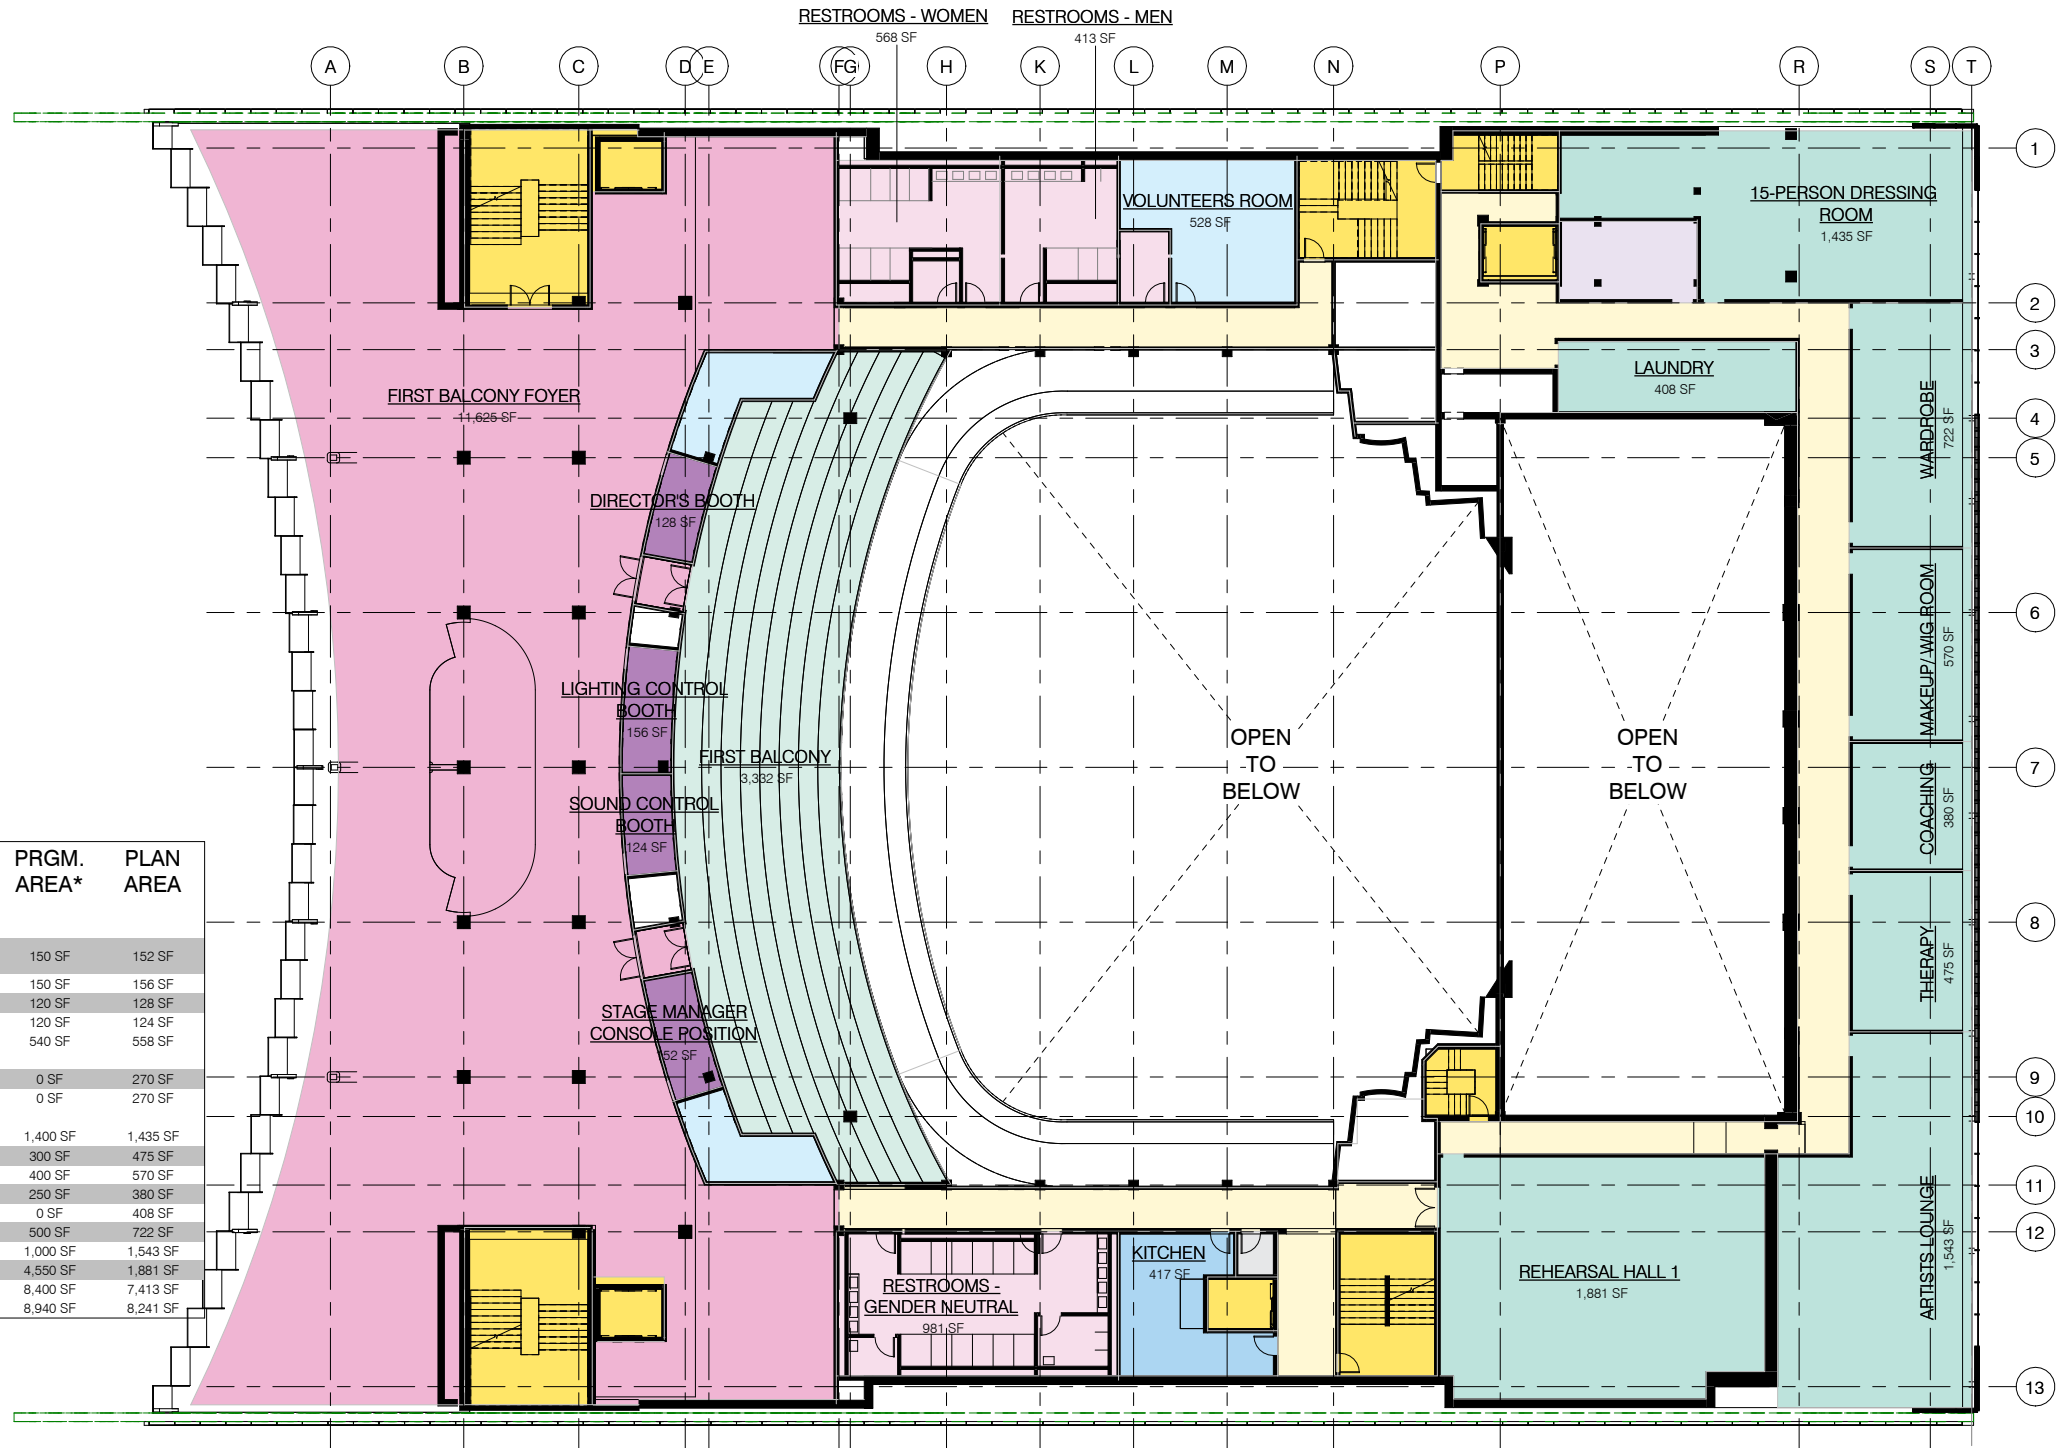 RESTROOMS - WOMEN
568 SF
RESTROOMS - MEN
413 SF
A
B
C
D
E
F
G
H
K
L
M
N
P
R
S
T
1
2
3
4
5
6
7
8
9
10
11
12
13
VOLUNTEERS ROOM
528 SF
15-PERSON DRESSING
ROOM
1,435 SF
FIRST BALCONY FOYER
11,625 SF
LAUNDRY
408 SF
WARDROBE
722 SF
DIRECTOR'S BOOTH
128 SF
MAKEUP/ WIG ROOM
570 SF
LIGHTING CONTROL
BOOTH
156 SF
FIRST BALCONY
3,332 SF
OPEN
TO
BELOW
OPEN
TO
BELOW
COACHING
380 SF
SOUND CONTROL
BOOTH
124 SF
THERAPY
475 SF
STAGE MANAGER
CONSOLE POSITION
152 SF
ARTISTS LOUNGE
1,543 SF
KITCHEN
417 SF
RESTROOMS -
GENDER NEUTRAL
981 SF
REHEARSAL HALL 1
1,881 SF
PRGM. PLAN
AREA* AREA
150 SF 152 SF
150 SF 156 SF
120 SF 128 SF
120 SF 124 SF
540 SF 558 SF
0 SF 270 SF
0 SF 270 SF
1,400 SF 1,435 SF
300 SF 475 SF
400 SF 570 SF
250 SF 380 SF
0 SF 408 SF
500 SF 722 SF
1,000 SF 1,543 SF
4,550 SF 1,881 SF
8,400 SF 7,413 SF
8,940 SF 8,241 SF